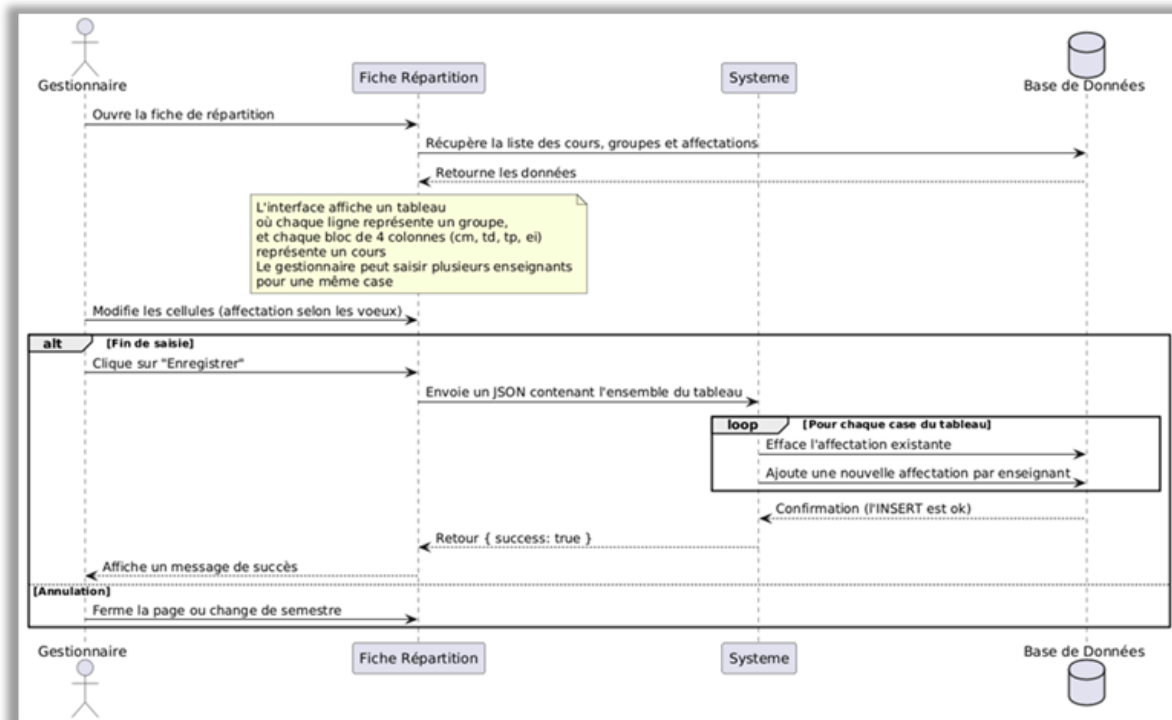 Gestionnaire
Fiche Répartition
Systeme
Base de Données
Ouvre la fiche de répartition
Récupère la liste des cours, groupes et affectations
Retourne les données
L'interface affiche un tableau
où chaque ligne représente un groupe,
et chaque bloc de 4 colonnes (cm, td, tp, ei)
représente un cours
Le gestionnaire peut saisir plusieurs enseignants
pour une même case
Modifie les cellules (affectation selon les voeux)
alt [Fin de saisie]
Clique sur "Enregistrer"
Envoie un JSON contenant l'ensemble du tableau
loop [Pour chaque case du tableau]
Efface l'affectation existante
Ajoute une nouvelle affectation par enseignant
Confirmation (l'INSERT est ok)
Retour { success: true }
Affiche un message de succès
[Annulation]
Ferme la page ou change de semestre
Gestionnaire
Fiche Répartition
Systeme
Base de Données